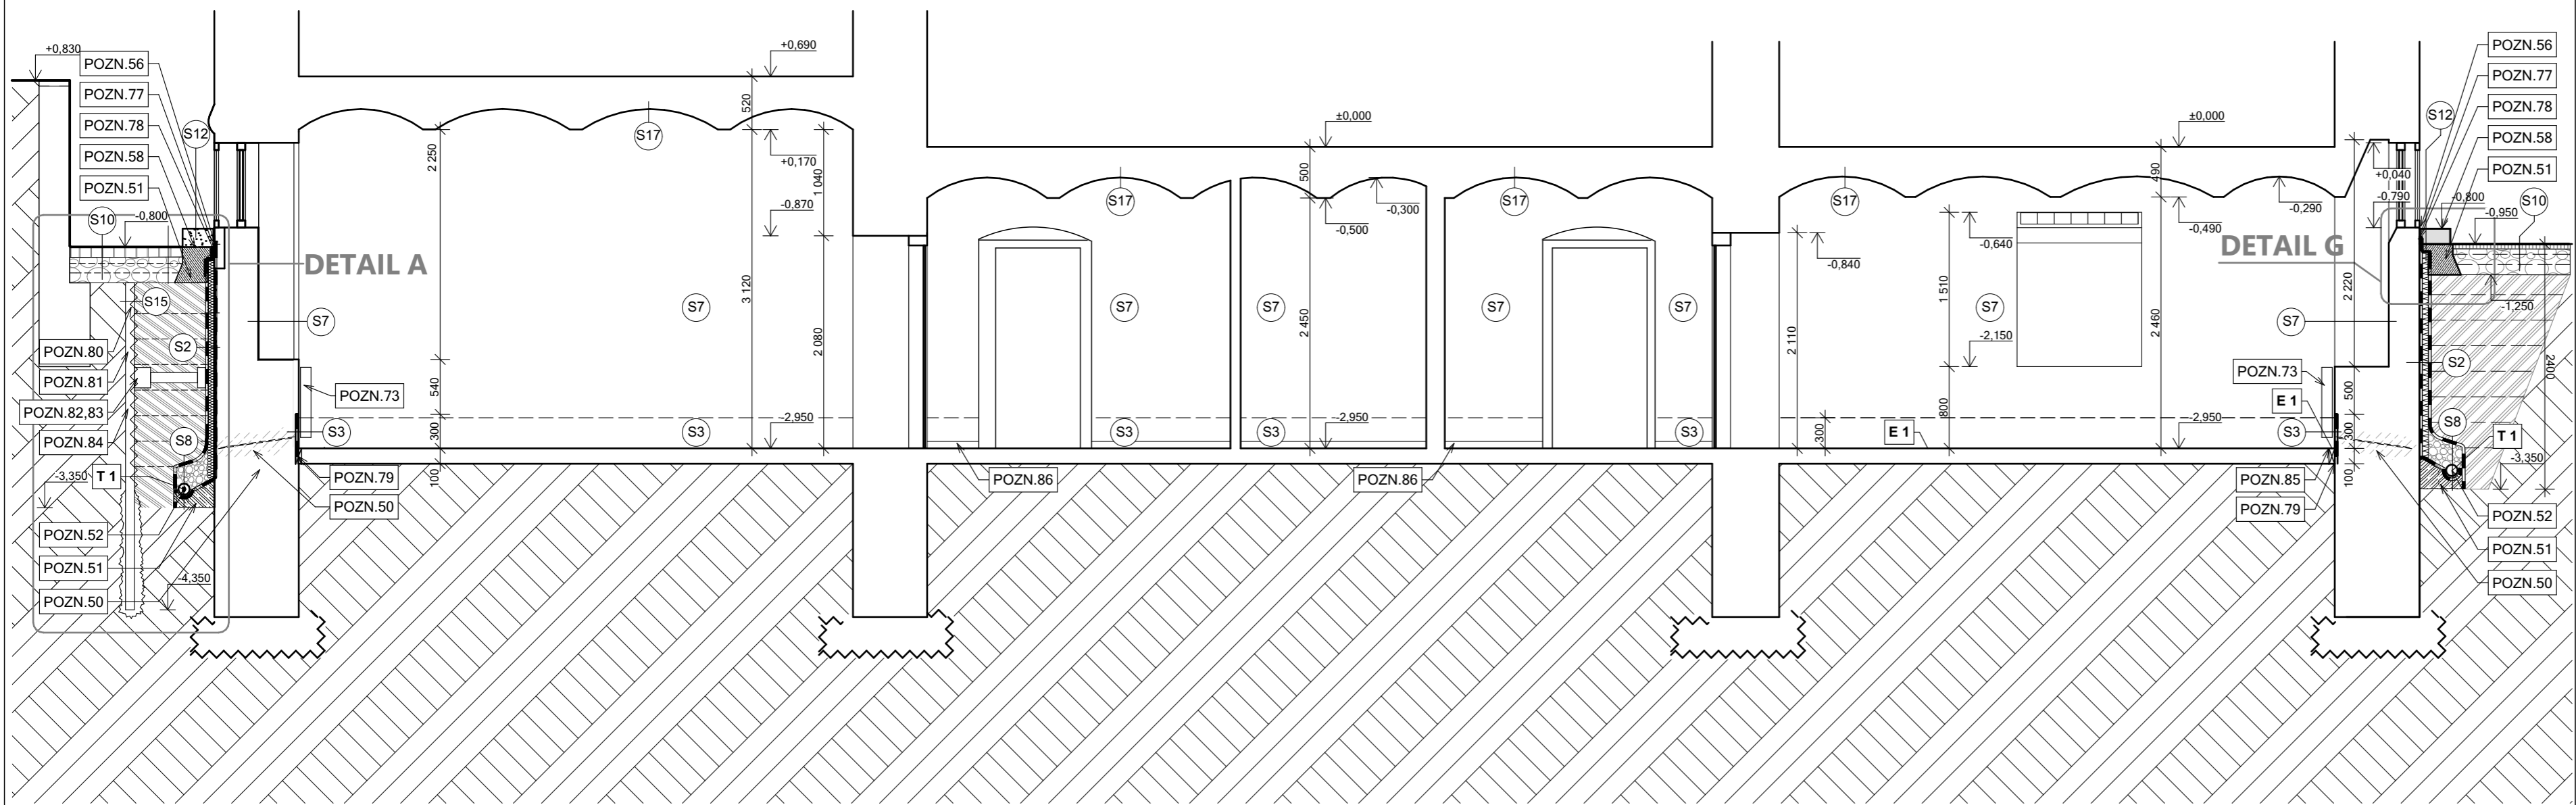 +0,830
POZN.56
POZN.77
POZN.78
S12
POZN.58
POZN.51
S10
-0,800
DETAIL A
S15
S7
S2
POZN.80
POZN.81
POZN.82,83
POZN.84
S8
-3,350
T 1
POZN.52
POZN.51
POZN.50
-4,350
POZN.73
S3
POZN.79
POZN.50
2 250
540
300
100
S17
S7
S3
+0,690
520
+0,170
1 040
-0,870
3 120
2 080
-2,950
S17
S7
S3
POZN.86
±0,000
500
-0,300
-0,500
S7
2 450
S3
-2,950
POZN.86
S17
S7
S7
S3
S17
2 110
-0,840
300
E 1
±0,000
490
-0,290
-0,490
-0,640
1 510
S7
-2,150
800
2 460
-2,950
DETAIL G
+0,040
-0,790
2 220
S7
POZN.73
E 1
S3
500
300
100
POZN.85
POZN.79
POZN.56
POZN.77
POZN.78
S12
POZN.58
POZN.51
S10
-0,800
-0,950
-1,250
S2
2400
S8
T 1
-3,350
POZN.52
POZN.51
POZN.50